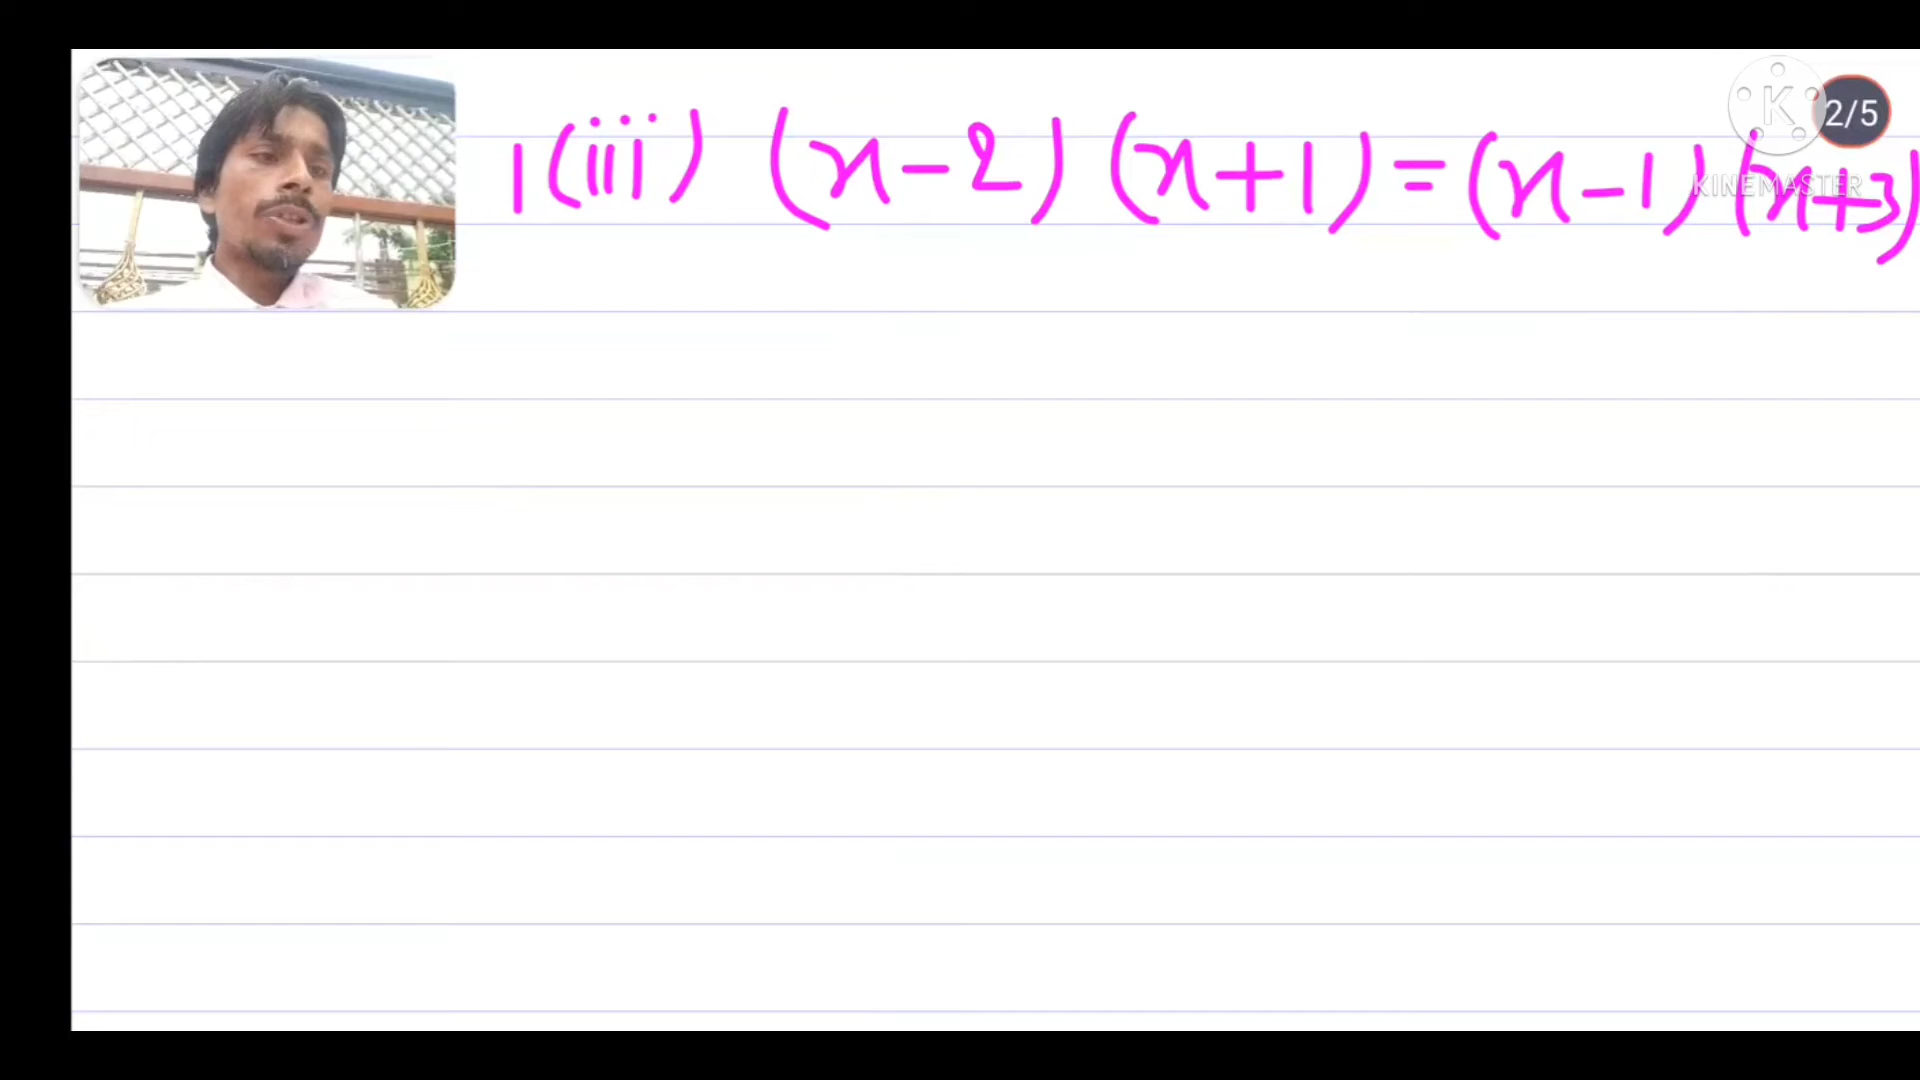 1(iii) (x-2) (x+1) = (x-1) (x+3)
2/5
K
KINEMASTER